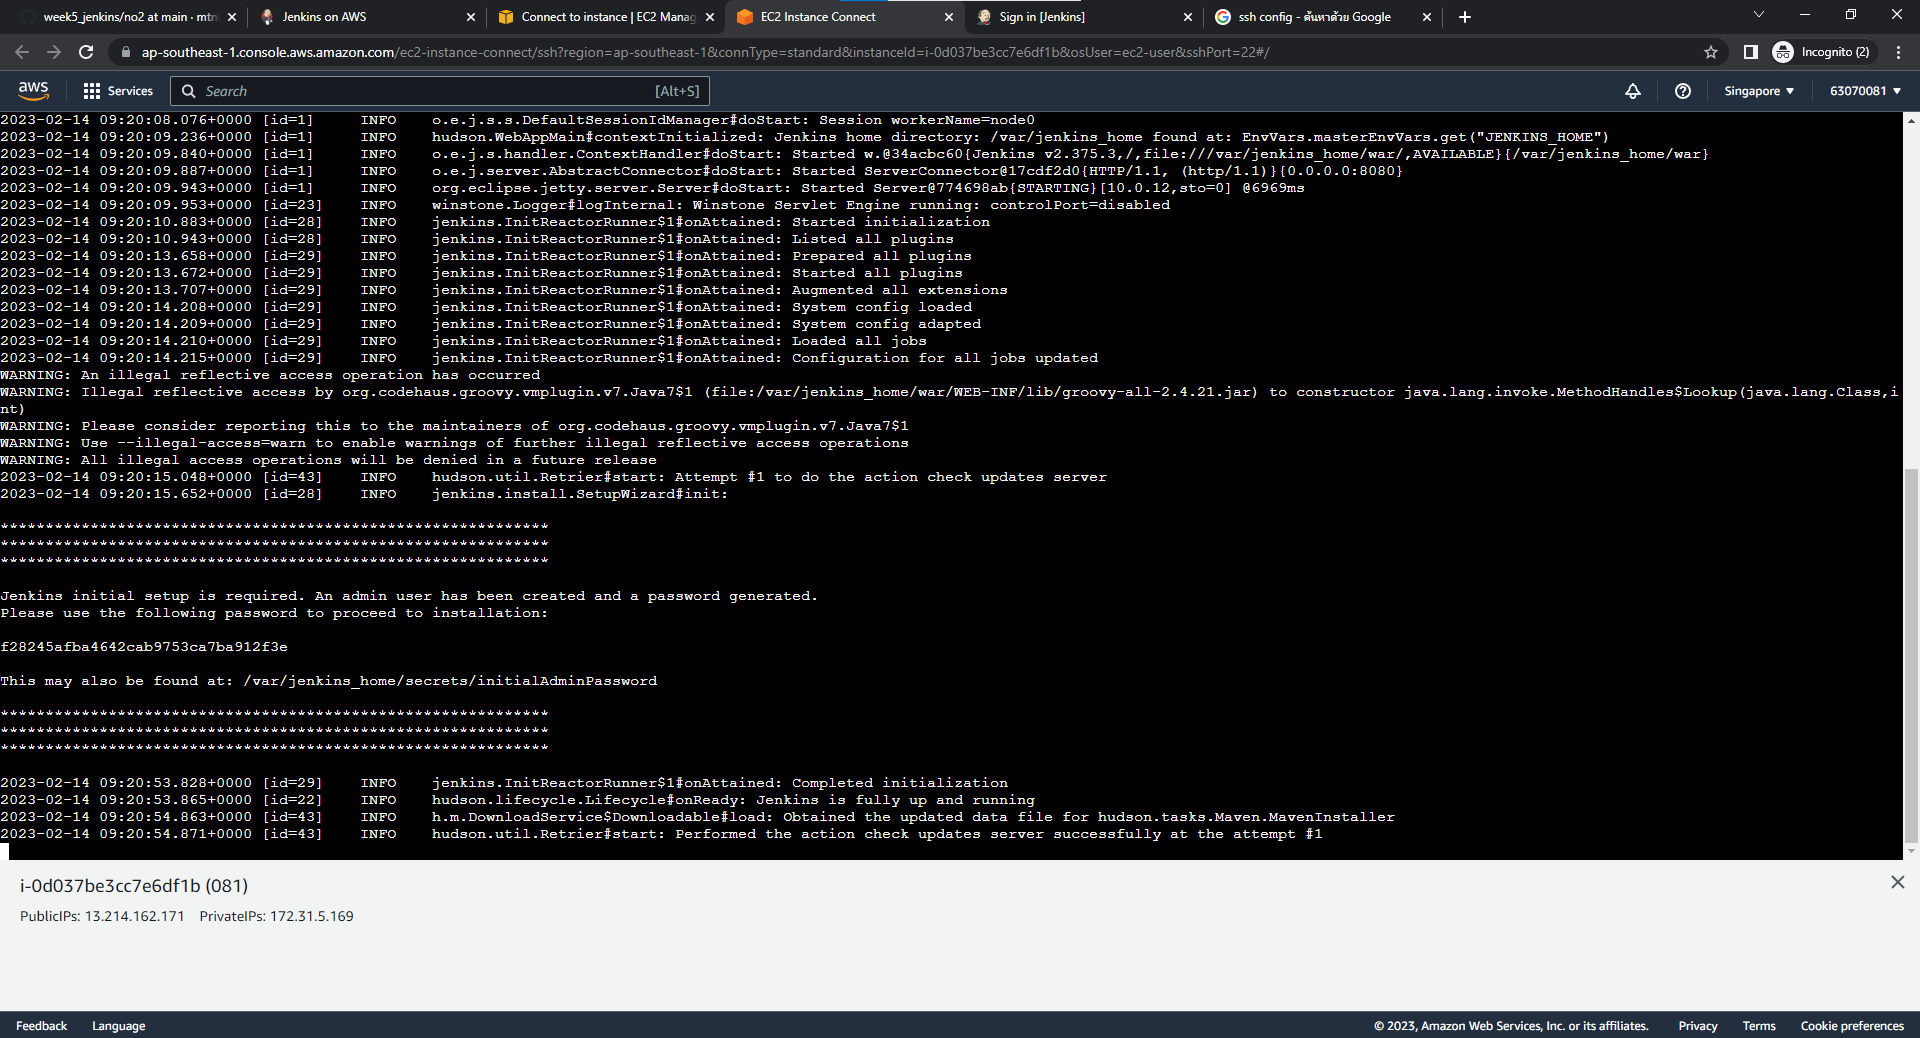 week5_jenkins/no2 at main · mtn
Jenkins on AWS
Connect to instance | EC2 Manag
EC2 Instance Connect
Sign in [Jenkins]
ssh config - ค้นหาด้วย Google
ap-southeast-1.console.aws.amazon.com/ec2-instance-connect/ssh?region=ap-southeast-1&connType=standard&instanceId=i-0d037be3cc7e6df1b&osUser=ec2-user&sshPort=22#/
Incognito (2)
aws
Services
Search
[Alt+S]
Singapore
63070081
2023-02-14 09:20:08.076+0000 [id=1] INFO o.e.j.s.s.DefaultSessionIdManager#doStart: Session workerName=node0
2023-02-14 09:20:09.236+0000 [id=1] INFO hudson.WebAppMain#contextInitialized: Jenkins home directory: /var/jenkins_home found at: EnvVars.masterEnvVars.get("JENKINS_HOME")
2023-02-14 09:20:09.840+0000 [id=1] INFO o.e.j.s.handler.ContextHandler#doStart: Started w.@34acbc60{Jenkins v2.375.3,/,file:///var/jenkins_home/war/,AVAILABLE}{/var/jenkins_home/war}
2023-02-14 09:20:09.887+0000 [id=1] INFO o.e.j.server.AbstractConnector#doStart: Started ServerConnector@17cdf2d0{HTTP/1.1, (http/1.1)}{0.0.0.0:8080}
2023-02-14 09:20:09.943+0000 [id=1] INFO org.eclipse.jetty.server.Server#doStart: Started Server@774698ab{STARTING}[10.0.12,sto=0] @6969ms
2023-02-14 09:20:09.953+0000 [id=23] INFO winstone.Logger#logInternal: Winstone Servlet Engine running: controlPort=disabled
2023-02-14 09:20:10.883+0000 [id=28] INFO jenkins.InitReactorRunner$1#onAttained: Started initialization
2023-02-14 09:20:10.943+0000 [id=28] INFO jenkins.InitReactorRunner$1#onAttained: Listed all plugins
2023-02-14 09:20:13.658+0000 [id=29] INFO jenkins.InitReactorRunner$1#onAttained: Prepared all plugins
2023-02-14 09:20:13.672+0000 [id=29] INFO jenkins.InitReactorRunner$1#onAttained: Started all plugins
2023-02-14 09:20:13.707+0000 [id=29] INFO jenkins.InitReactorRunner$1#onAttained: Augmented all extensions
2023-02-14 09:20:14.208+0000 [id=29] INFO jenkins.InitReactorRunner$1#onAttained: System config loaded
2023-02-14 09:20:14.209+0000 [id=29] INFO jenkins.InitReactorRunner$1#onAttained: System config adapted
2023-02-14 09:20:14.210+0000 [id=29] INFO jenkins.InitReactorRunner$1#onAttained: Loaded all jobs
2023-02-14 09:20:14.215+0000 [id=29] INFO jenkins.InitReactorRunner$1#onAttained: Configuration for all jobs updated
WARNING: An illegal reflective access operation has occurred
WARNING: Illegal reflective access by org.codehaus.groovy.vmplugin.v7.Java7$1 (file:/var/jenkins_home/war/WEB-INF/lib/groovy-all-2.4.21.jar) to constructor java.lang.invoke.MethodHandles$Lookup(java.lang.Class,i
nt)
WARNING: Please consider reporting this to the maintainers of org.codehaus.groovy.vmplugin.v7.Java7$1
WARNING: Use --illegal-access=warn to enable warnings of further illegal reflective access operations
WARNING: All illegal access operations will be denied in a future release
2023-02-14 09:20:15.048+0000 [id=43] INFO hudson.util.Retrier#start: Attempt #1 to do the action check updates server
2023-02-14 09:20:15.652+0000 [id=28] INFO jenkins.install.SetupWizard#init:
*************************************************************
*************************************************************
*************************************************************
Jenkins initial setup is required. An admin user has been created and a password generated.
Please use the following password to proceed to installation:
f28245afba4642cab9753ca7ba912f3e
This may also be found at: /var/jenkins_home/secrets/initialAdminPassword
*************************************************************
*************************************************************
*************************************************************
2023-02-14 09:20:53.828+0000 [id=29] INFO jenkins.InitReactorRunner$1#onAttained: Completed initialization
2023-02-14 09:20:53.865+0000 [id=22] INFO hudson.lifecycle.Lifecycle#onReady: Jenkins is fully up and running
2023-02-14 09:20:54.863+0000 [id=43] INFO h.m.DownloadService$Downloadable#load: Obtained the updated data file for hudson.tasks.Maven.MavenInstaller
2023-02-14 09:20:54.871+0000 [id=43] INFO hudson.util.Retrier#start: Performed the action check updates server successfully at the attempt #1
i-0d037be3cc7e6df1b (081)
PublicIPs: 13.214.162.171 PrivateIPs: 172.31.5.169
Feedback
Language
© 2023, Amazon Web Services, Inc. or its affiliates.
Privacy
Terms
Cookie preferences